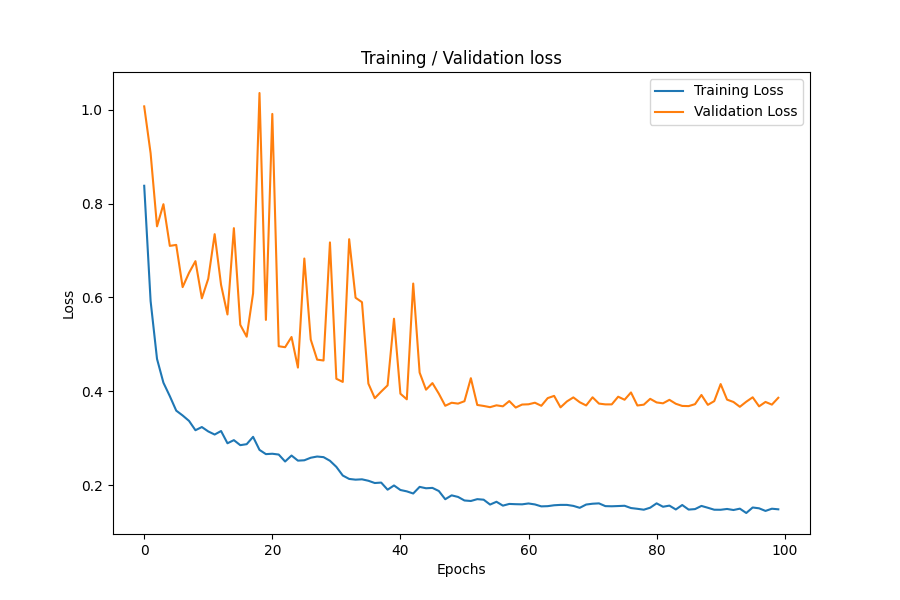 Training / Validation loss
Training Loss
Validation Loss
1.0
0.8
0.6
0.4
0.2
Loss
0 20 40 60 80 100
Epochs